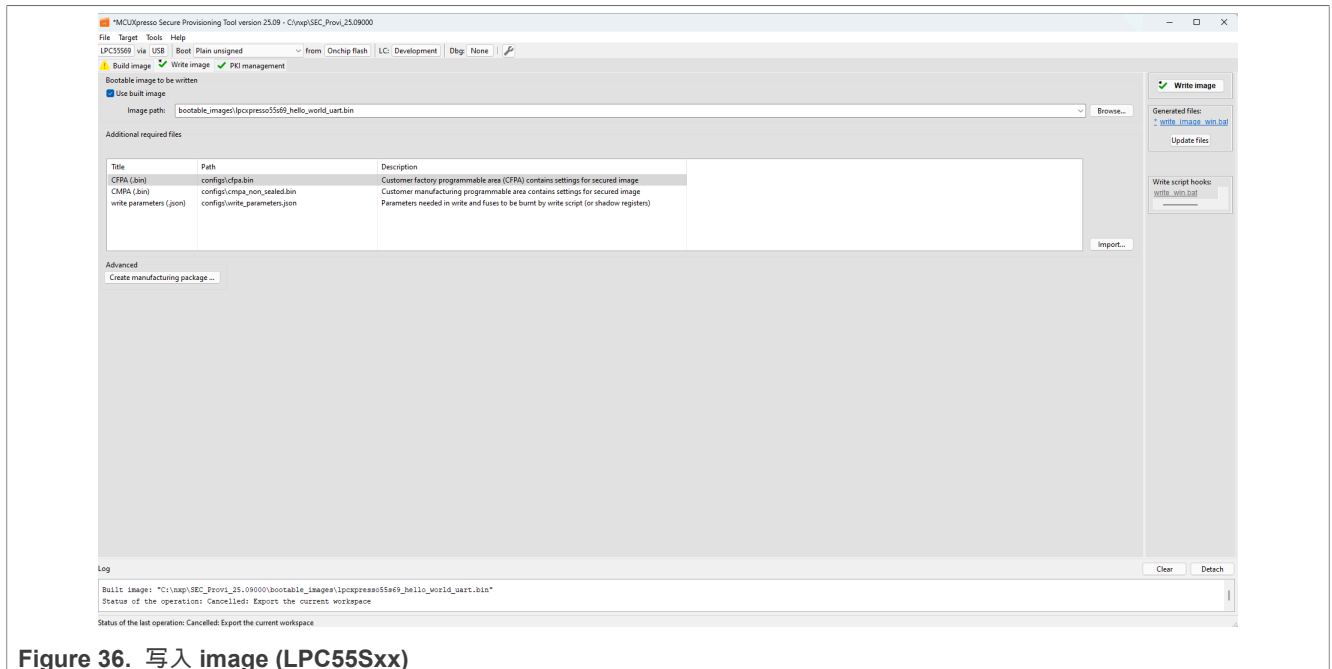 *MCUXpresso Secure Provisioning Tool version 25.09 - C:\nxp\SEC_Provi_25.09000
File Target Tools Help
LPC55S69 via USB Boot Plain unsigned from Onchip flash LC: Development Dbg: None
Build image Write image PKI management
Bootable image to be written
Use built image
Write image
Image path: bootable_images\lpcxpresso55s69_hello_world_uart.bin Browse...
Generated files:
* write_image_win.bat
Additional required files
Update files
Title Path Description
CFPA (.bin) configs\cfpa.bin Customer factory programmable area (CFPA) contains settings for secured image
CMPA (.bin) configs\cmpa_non_sealed.bin Customer manufacturing programmable area contains settings for secured image
write parameters (.json) configs\write_parameters.json Parameters needed in write and fuses to be burnt by write script (or shadow registers)
Write script hooks:
write_win.bat
Import...
Advanced
Create manufacturing package ...
Log Clear Detach
Built image: "C:\nxp\SEC_Provi_25.09000\bootable_images\lpcxpresso55s69_hello_world_uart.bin"
Status of the operation: Cancelled: Export the current workspace
Status of the last operation: Cancelled: Export the current workspace
Figure 36. 写入 image (LPC55Sxx)